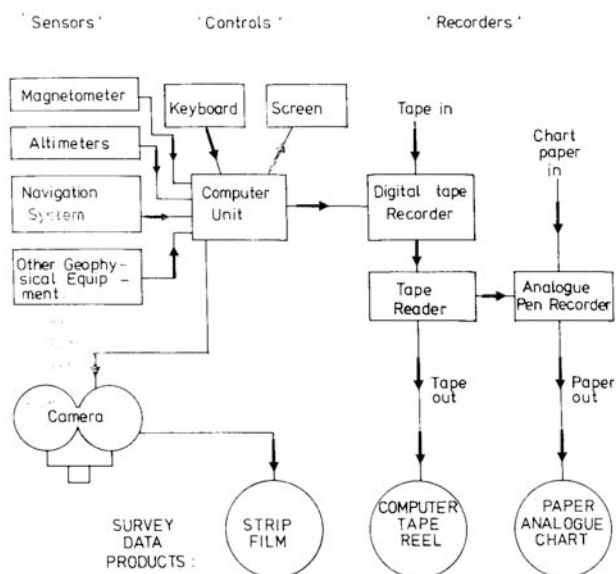 ' Sensors '
' Controls '
' Recorders '
Magnetometer
Altimeters
Navigation
System
Other Geophy-
sical Equip-
ment
Keyboard
Screen
Computer
Unit
Tape in
Digital tape
Recorder
Tape
Reader
Chart
paper
in
Analogue
Pen Recorder
Tape
out
Paper
out
Camera
SURVEY
DATA
PRODUCTS :
STRIP
FILM
COMPUTER
TAPE
REEL
PAPER
ANALOGUE
CHART